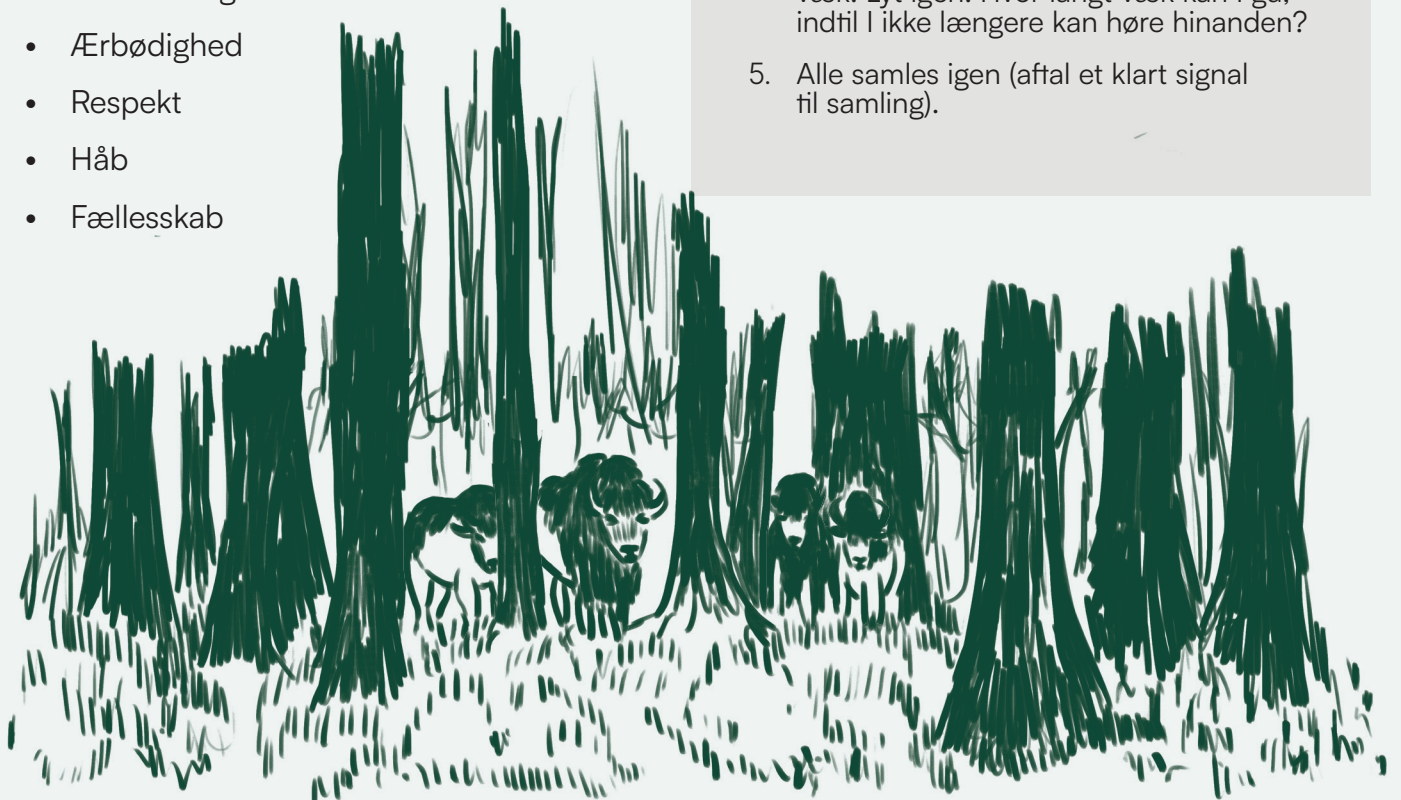 • Ærbødighed
• Respekt
• Håb
• Fællesskab
indtil I ikke længere kan høre hinanden?
5. Alle samles igen (aftal et klart signal
til samling).